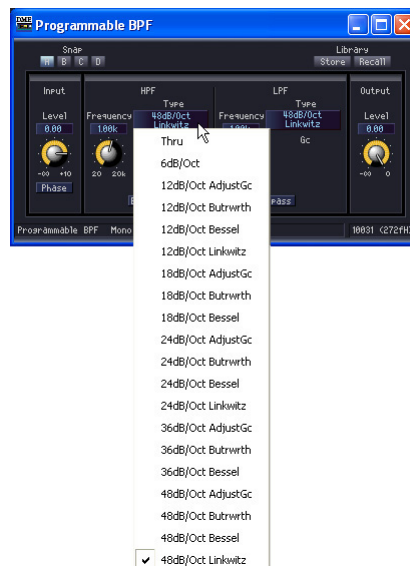 Programmable BPF
Snap
A B C D
Library
Store Recall
Input
HPF
LPF
Output
Level
0.00
-∞ +10
Phase
Frequency
1.00k
20 20k
Type
48dB/Oct
Linkwitz
Frequency
1.00k
Type
48dB/Oct
Linkwitz
Gc
Level
0.00
-∞ 0
Thru
6dB/Oct
12dB/Oct AdjustGc
12dB/Oct Butrwrth
12dB/Oct Bessel
12dB/Oct Linkwitz
18dB/Oct AdjustGc
18dB/Oct Butrwrth
18dB/Oct Bessel
24dB/Oct AdjustGc
24dB/Oct Butrwrth
24dB/Oct Bessel
24dB/Oct Linkwitz
36dB/Oct AdjustGc
36dB/Oct Butrwrth
36dB/Oct Bessel
48dB/Oct AdjustGc
48dB/Oct Butrwrth
48dB/Oct Bessel
48dB/Oct Linkwitz
Programmable BPF Mono
10031 (272fH)